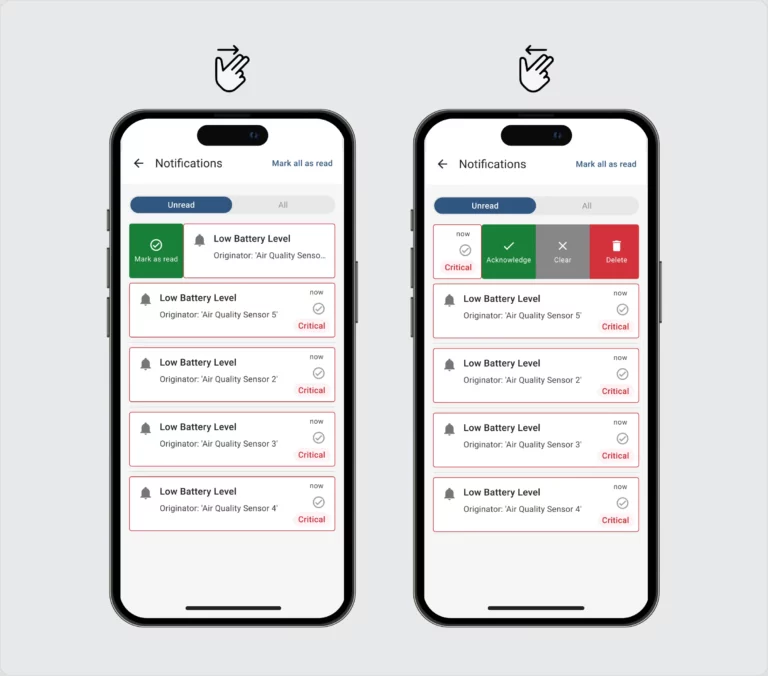 Notifications
Mark all as read
Unread
All
Mark as read
Low Battery Level
Originator: 'Air Quality Senso...
Low Battery Level
now
Originator: 'Air Quality Sensor 5'
Critical
Low Battery Level
now
Originator: 'Air Quality Sensor 2'
Critical
Low Battery Level
now
Originator: 'Air Quality Sensor 3'
Critical
Low Battery Level
now
Originator: 'Air Quality Sensor 4'
Critical
Notifications
Mark all as read
Unread
All
now
Critical
Acknowledge
Clear
Delete
Low Battery Level
now
Originator: 'Air Quality Sensor 5'
Critical
Low Battery Level
now
Originator: 'Air Quality Sensor 2'
Critical
Low Battery Level
now
Originator: 'Air Quality Sensor 3'
Critical
Low Battery Level
now
Originator: 'Air Quality Sensor 4'
Critical